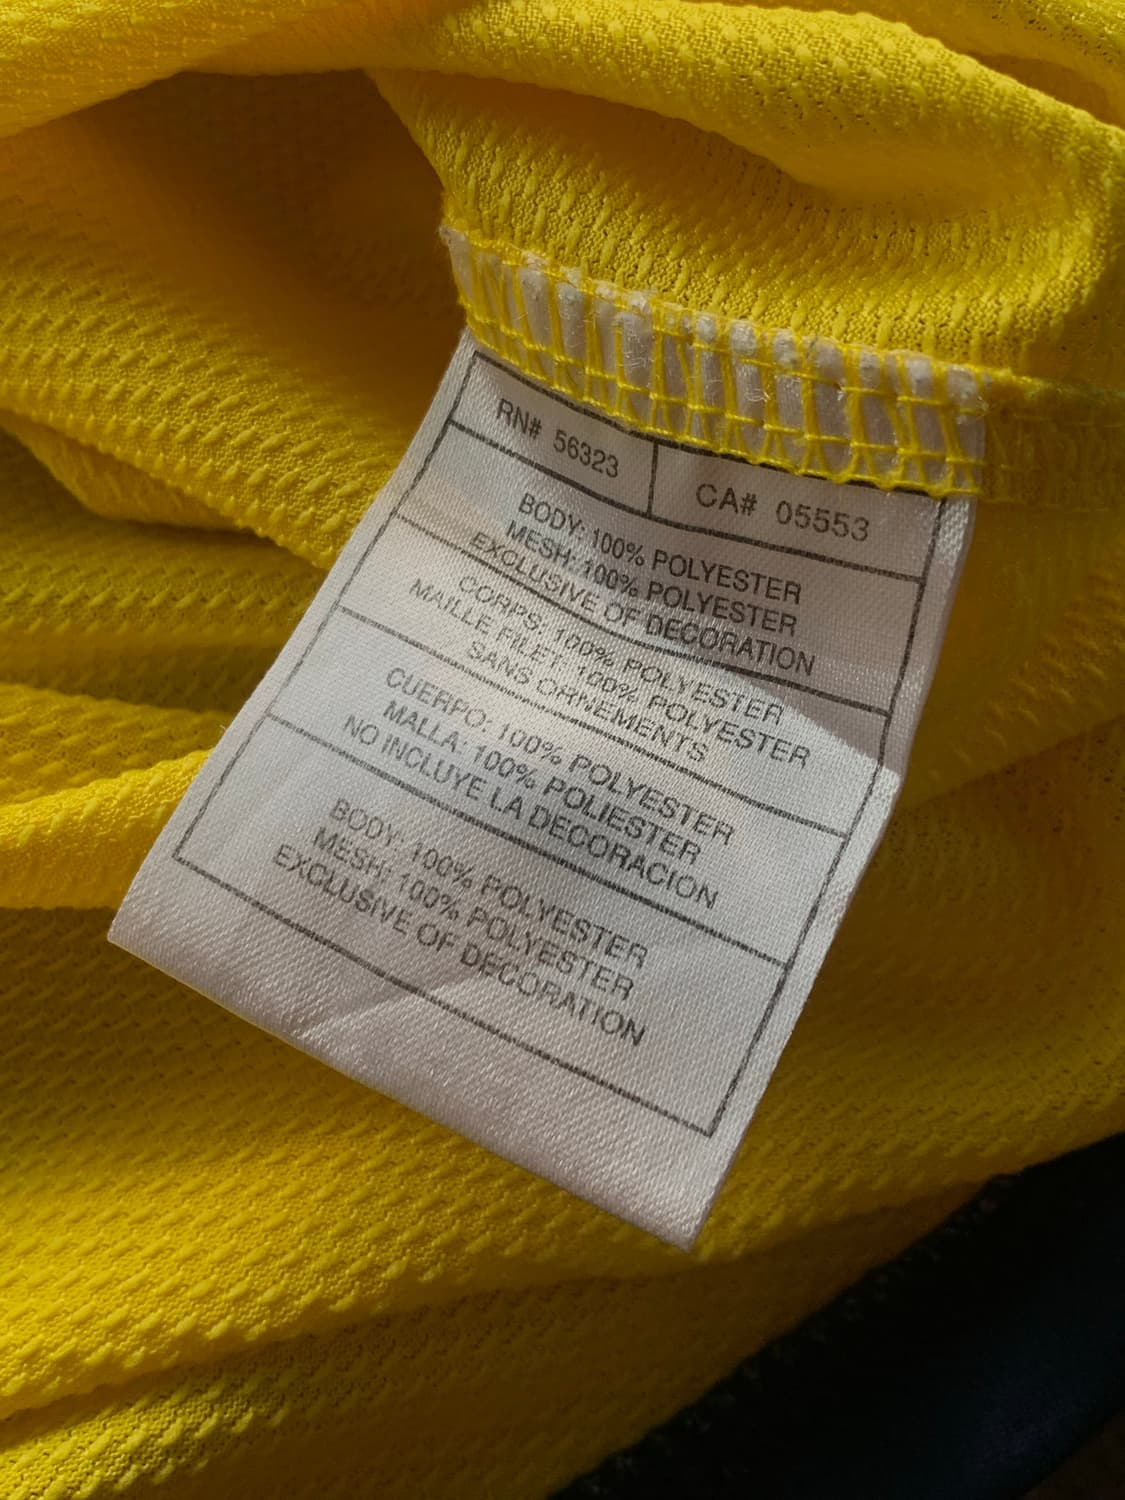 RN# 56323
CA# 05553
BODY: 100% POLYESTER
MESH: 100% POLYESTER
EXCLUSIVE OF DECORATION
CORPS: 100% POLYESTER
MAILLE FILET: 100% POLYESTER
SANS ORNEMENTS
CUERPO: 100% POLYESTER
MALLA: 100% POLIESTER
NO INCLUYE LA DECORACION
BODY: 100% POLYESTER
MESH: 100% POLYESTER
EXCLUSIVE OF DECORATION